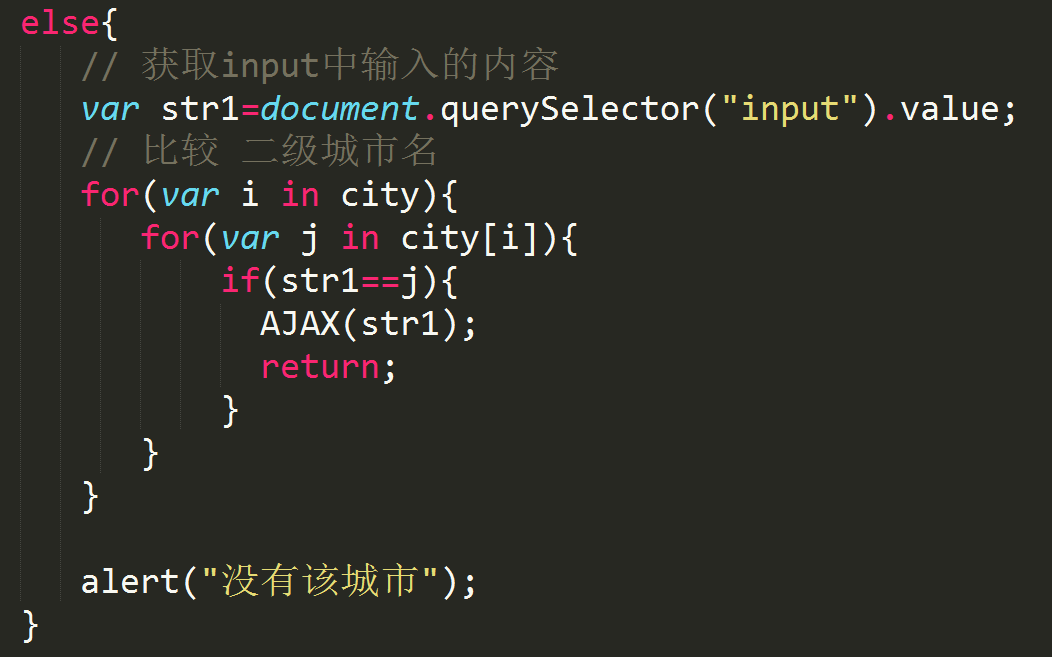 else{
// 获取input中输入的内容
var str1=document.querySelector("input").value;
// 比较 二级城市名
for(var i in city){
for(var j in city[i]){
if(str1==j){
AJAX(str1);
return;
}
}
}
alert("没有该城市");
}